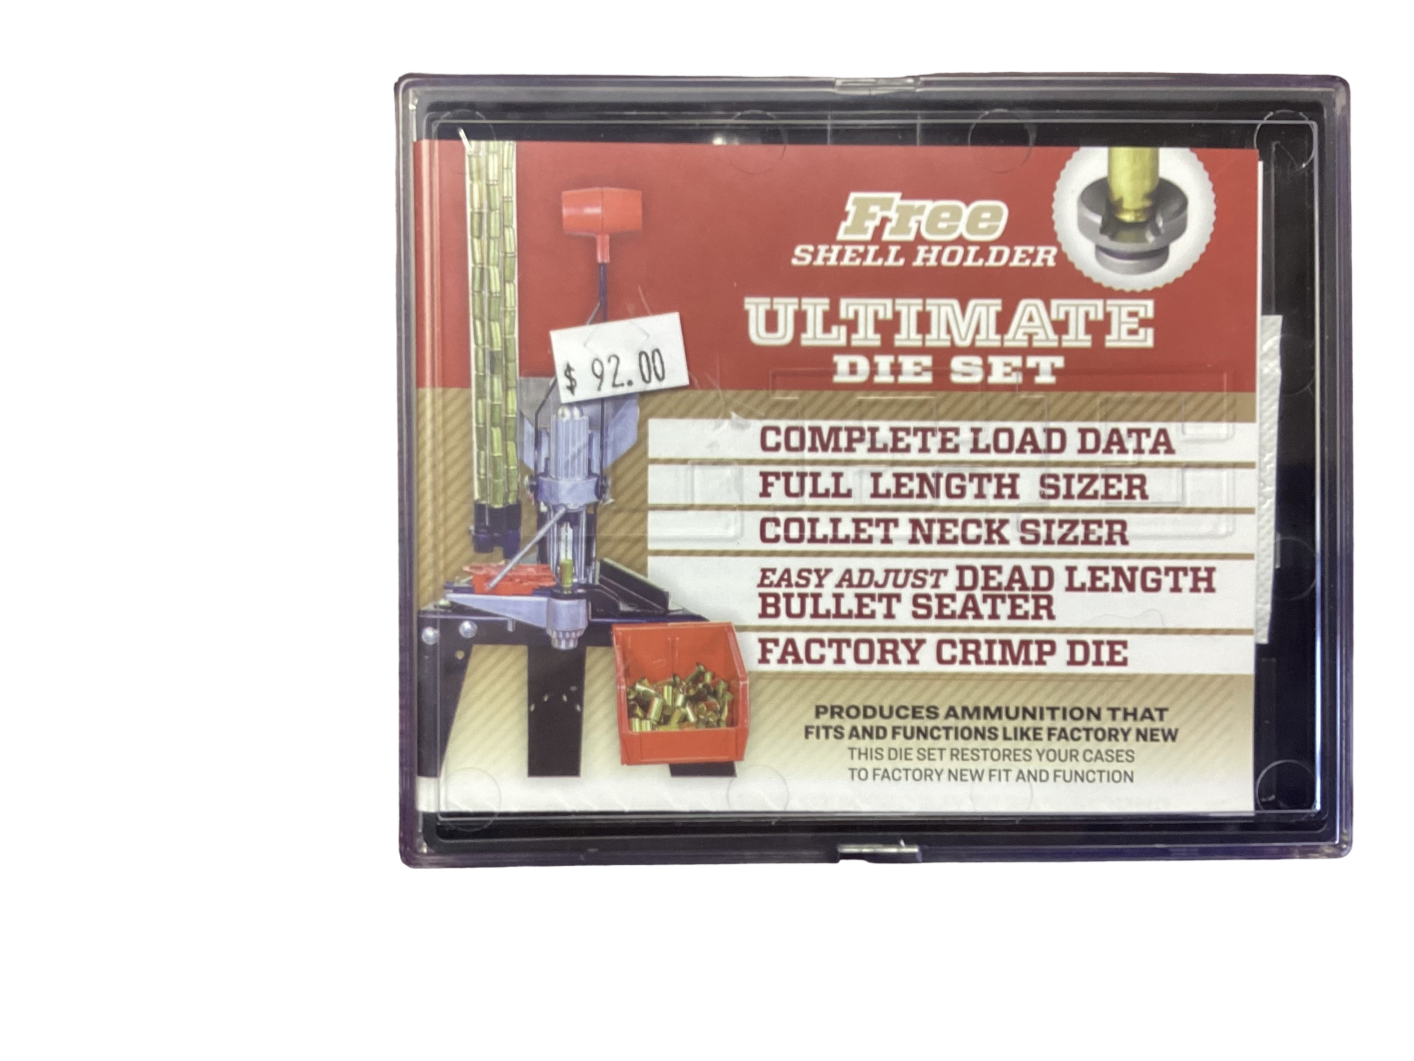 Free
SHELL HOLDER
ULTIMATE
DIE SET
$ 92.00
COMPLETE LOAD DATA
FULL LENGTH SIZER
COLLET NECK SIZER
EASY ADJUST DEAD LENGTH
BULLET SEATER
FACTORY CRIMP DIE
PRODUCES AMMUNITION THAT
FITS AND FUNCTIONS LIKE FACTORY NEW
THIS DIE SET RESTORES YOUR CASES
TO FACTORY NEW FIT AND FUNCTION